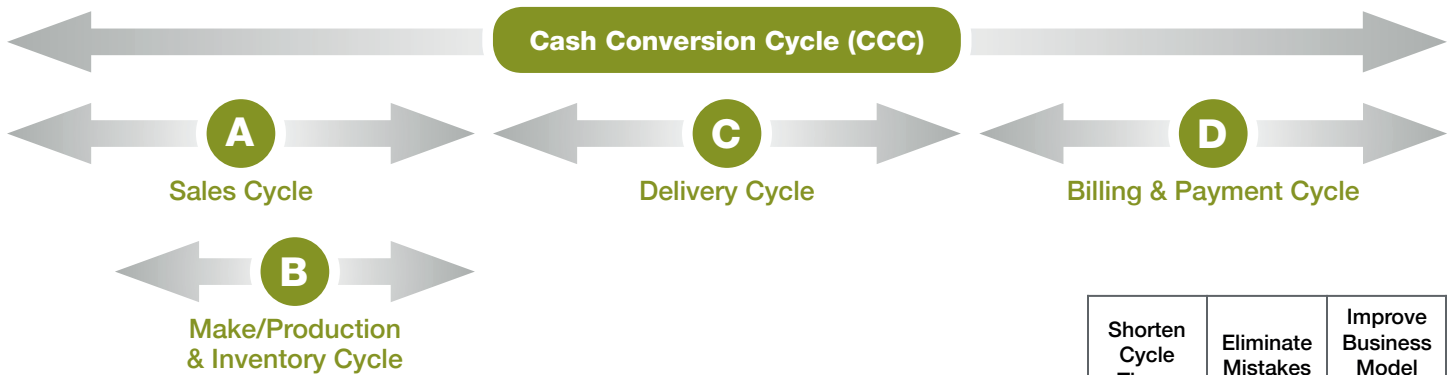 Cash Conversion Cycle (CCC)
A
C
D
Sales Cycle
Delivery Cycle
Billing & Payment Cycle
B
Make/Production
& Inventory Cycle
Shorten
Cycle
Eliminate
Mistakes
Improve
Business
Model